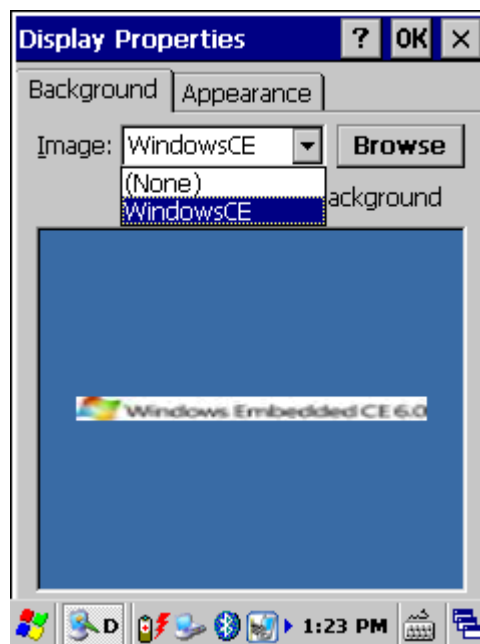 Display Properties ? OK ×
Background Appearance
Image: WindowsCE Browse
(None)
WindowsCE
ackground
Windows Embedded CE 6.0
D 1:23 PM